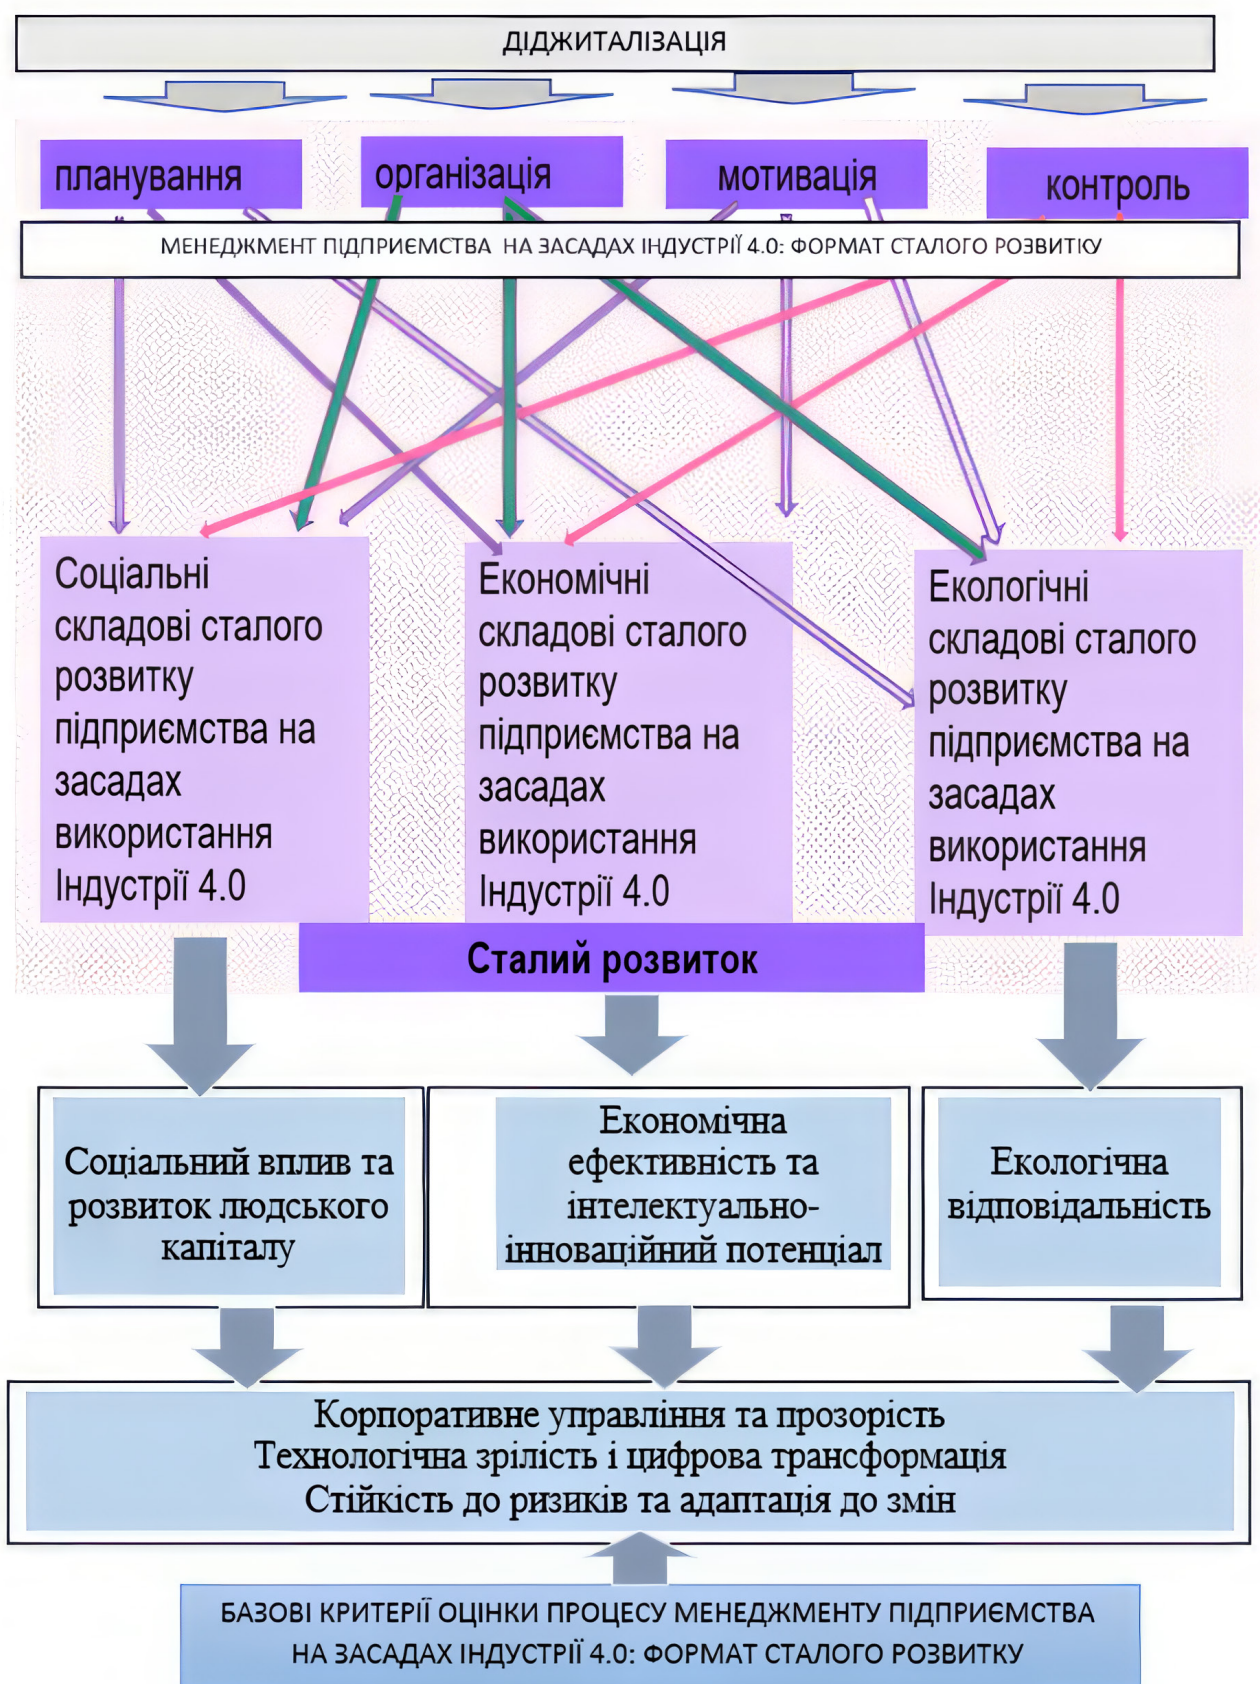 ДІДЖИТАЛІЗАЦІЯ
планування
організація
мотивація
контроль
МЕНЕДЖМЕНТ ПІДПРИЄМСТВА НА ЗАСАДАХ ІНДУСТРІЇ 4.0: ФОРМАТ СТАЛОГО РОЗВИТКУ
Соціальні
складові сталого
розвитку
підприємства на
засадах
використання
Індустрії 4.0
Економічні
складові сталого
розвитку
підприємства на
засадах
використання
Індустрії 4.0
Екологічні
складові сталого
розвитку
підприємства на
засадах
використання
Індустрії 4.0
Сталий розвиток
Соціальний вплив та
розвиток людського
капіталу
Економічна
ефективність та
інтелектуально-
інноваційний потенціал
Екологічна
відповідальність
Корпоративне управління та прозорість
Технологічна зрілість і цифрова трансформація
Стійкість до ризиків та адаптація до змін
БАЗОВІ КРИТЕРІЇ ОЦІНКИ ПРОЦЕСУ МЕНЕДЖМЕНТУ ПІДПРИЄМСТВА
НА ЗАСАДАХ ІНДУСТРІЇ 4.0: ФОРМАТ СТАЛОГО РОЗВИТКУ